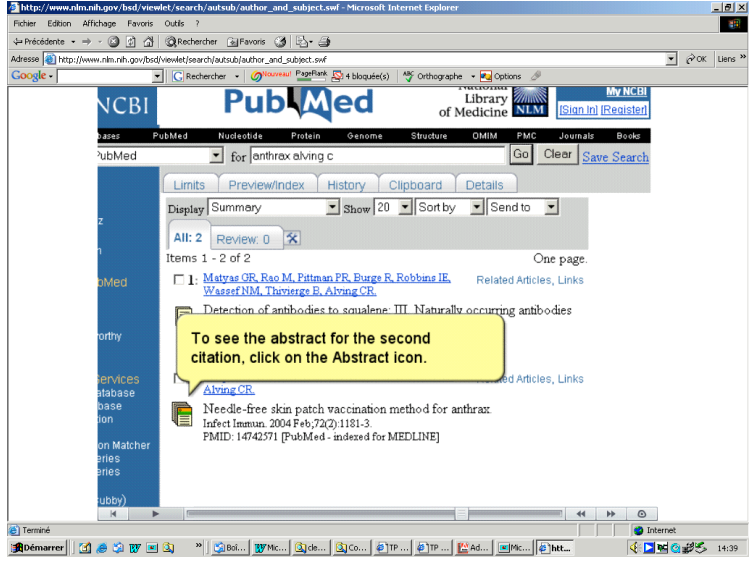 http://www.nlm.nih.gov/bsd/viewlet/search/autsub/author_and_subject.swf - Microsoft Internet Explorer
Fichier Edition Affichage Favoris Outils ?
Précédente Rechercher Favoris
Adresse http://www.nlm.nih.gov/bsd/viewlet/search/autsub/author_and_subject.swf OK Liens »
Google Rechercher Nouveau! PageRank 4 bloquée(s) Orthographe Options
NCBI PubMed National Library of Medicine NLM My NCBI
[Sign In] [Register]
bases PubMed Nucleotide Protein Genome Structure OMIM PMC Journals Books
PubMed for anthrax alving c Go Clear Save Search
Limits Preview/Index History Clipboard Details
Display Summary Show 20 Sort by Send to
All: 2 Review: 0
Items 1 - 2 of 2 One page.
1: Matyas GR, Rao M, Pittman PR, Burge R, Robbins IE, Related Articles, Links
Wassef NM, Thivierge B, Alving CR.
Detection of antibodies to squalene: III. Naturally occurring antibodies
To see the abstract for the second
citation, click on the Abstract icon.
Related Articles, Links
Alving CR.
Needle-free skin patch vaccination method for anthrax.
Infect Immun. 2004 Feb;72(2):1181-3.
PMID: 14742571 [PubMed - indexed for MEDLINE]
z
n
bMed
orthy
Services
atabase
base
ion
on Matcher
eries
eries
ubby)
Terminé Internet
Démarrer » Boî... Mic... cle... Co... TP ... TP ... Ad... Mic... htt... 14:39